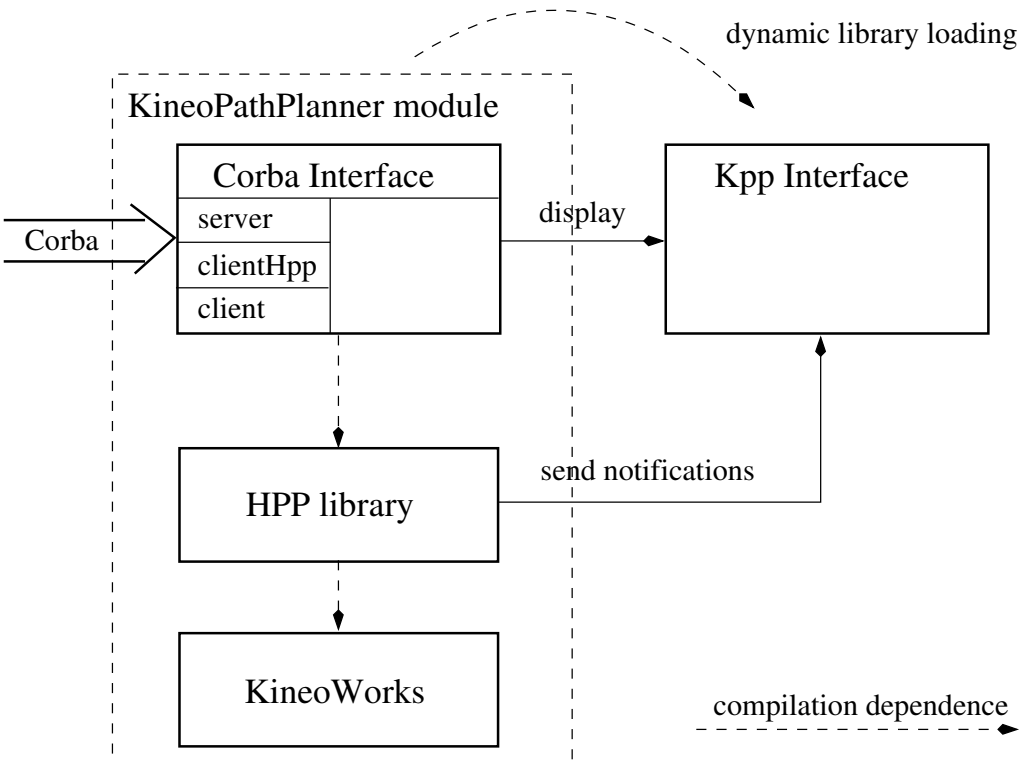 dynamic library loading
KineoPathPlanner module
Corba Interface
Kpp Interface
server
display
Corba
clientHpp
client
send notifications
HPP library
KineoWorks
compilation dependence